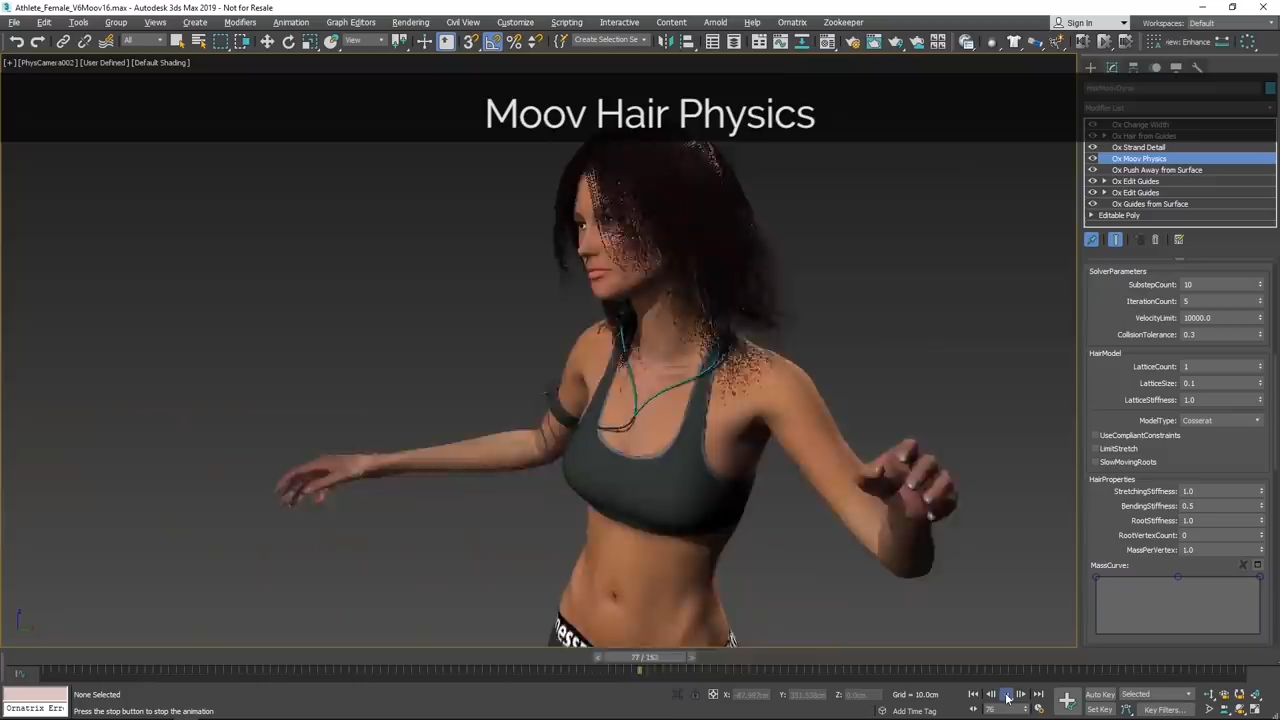 Athlete_Female_V6Moov16.max - Autodesk 3ds Max 2019 - Not for Resale
File Edit Tools Group Views Create Modifiers Animation Graph Editors Rendering Civil View Customize Scripting Interactive Content Arnold Help Ornatrix Zookeeper Sign In Workspaces: Default
All View Create Selection Se view: Enhance
[+] [PhysCamera002] [User Defined] [Default Shading]
Moov Hair Physics
Modifier List
Ox Change Width
Ox Hair from Guides
Ox Strand Detail
Ox Moov Physics
Ox Push Away from Surface
Ox Edit Guides
Ox Edit Guides
Ox Guides from Surface
Editable Poly
SolverParameters
SubstepCount: 10
IterationCount: 5
VelocityLimit: 10000.0
CollisionTolerance: 0.3
HairModel
LatticeCount: 1
LatticeSize: 0.1
LatticeStiffness: 1.0
ModelType: Cosserat
UseCompliantConstraints
LimitStretch
SlowMovingRoots
HairProperties
StretchingStiffness: 1.0
BendingStiffness: 0.5
RootStiffness: 1.0
RootVertexCount: 0
MassPerVertex: 1.0
MassCurve:
77 / 152
None Selected X: Y: Z: 0.0cm Grid = 10.0cm Auto Key Selected
Ornatrix Err Press the stop button to stop the animation Add Time Tag 76 Set Key Key Filters...